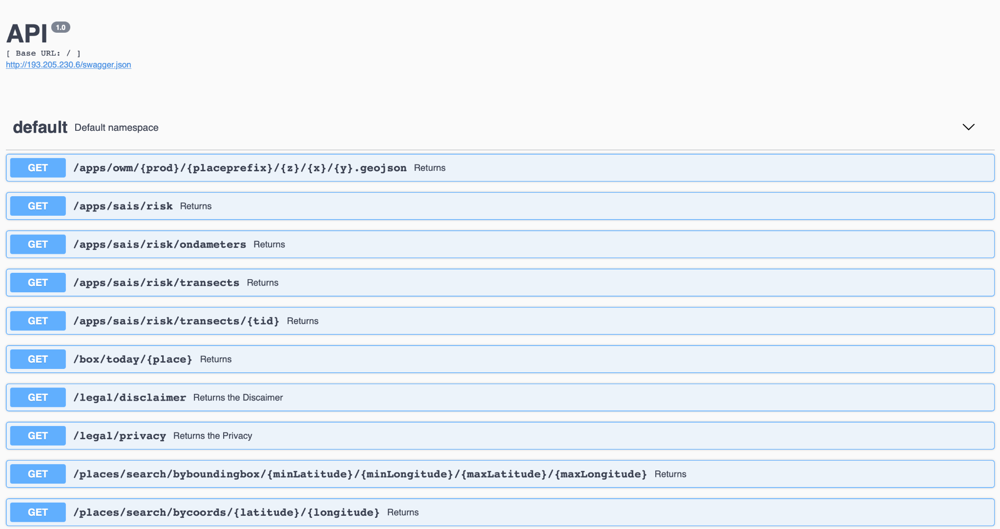 API 1.0
[ Base URL: / ]
http://193.205.230.6/swagger.json
default Default namespace
GET /apps/owm/{prod}/{placeprefix}/{z}/{x}/{y}.geojson Returns
GET /apps/sais/risk Returns
GET /apps/sais/risk/ondameters Returns
GET /apps/sais/risk/transects Returns
GET /apps/sais/risk/transects/{tid} Returns
GET /box/today/{place} Returns
GET /legal/disclaimer Returns the Discaimer
GET /legal/privacy Returns the Privacy
GET /places/search/byboundingbox/{minLatitude}/{minLongitude}/{maxLatitude}/{maxLongitude} Returns
GET /places/search/bycoords/{latitude}/{longitude} Returns